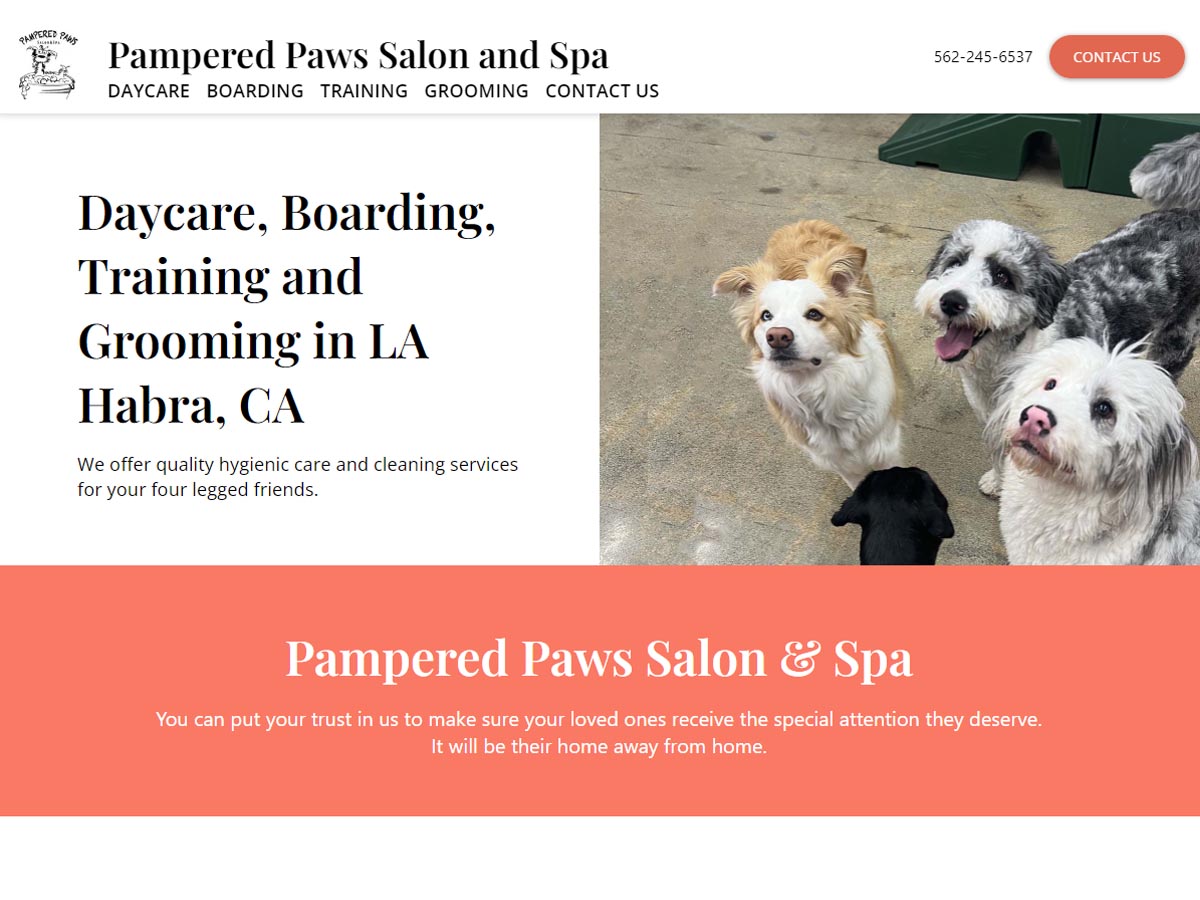 PAMPERED PAWS
Pampered Paws Salon and Spa
562-245-6537
CONTACT US
DAYCARE BOARDING TRAINING GROOMING CONTACT US
Daycare, Boarding,
Training and
Grooming in LA
Habra, CA
We offer quality hygienic care and cleaning services
for your four legged friends.
Pampered Paws Salon & Spa
You can put your trust in us to make sure your loved ones receive the special attention they deserve.
It will be their home away from home.